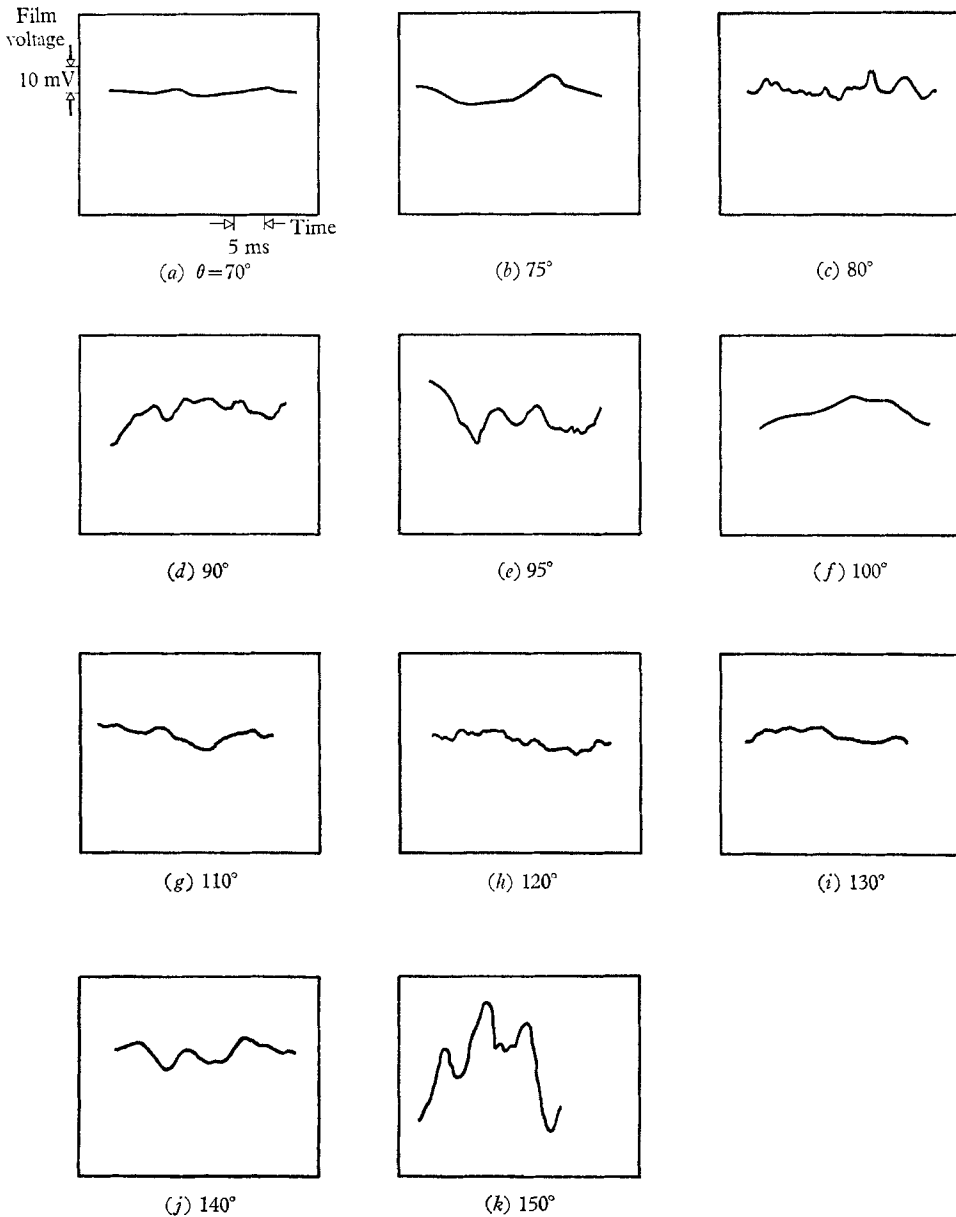 Film
voltage
10 mV
Time
5 ms
(a) θ=70°
(b) 75°
(c) 80°
(d) 90°
(e) 95°
(f) 100°
(g) 110°
(h) 120°
(i) 130°
(j) 140°
(k) 150°